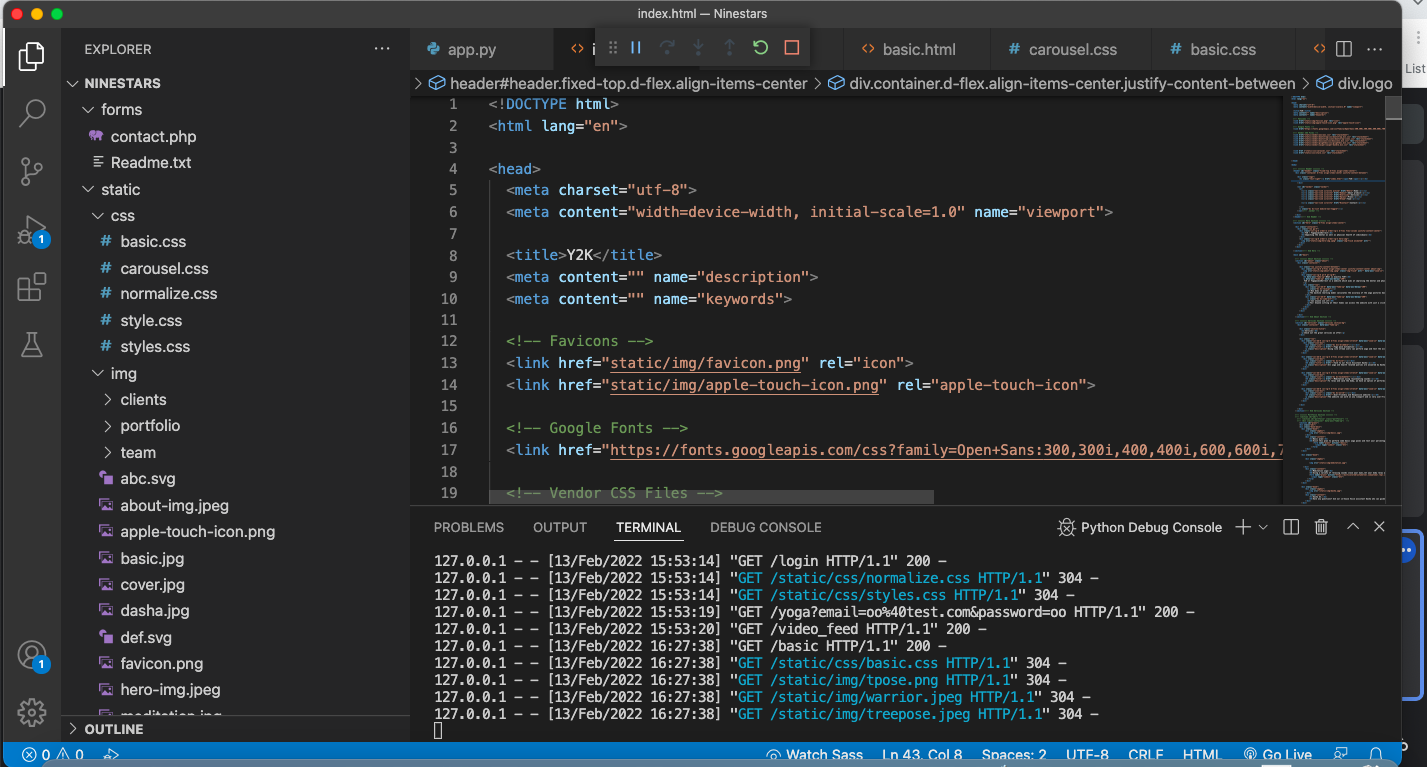 index.html — Ninestars
EXPLORER
NINESTARS
forms
contact.php
Readme.txt
static
css
# basic.css
# carousel.css
# normalize.css
# style.css
# styles.css
img
clients
portfolio
team
abc.svg
about-img.jpeg
apple-touch-icon.png
basic.jpg
cover.jpg
dasha.jpg
def.svg
favicon.png
hero-img.jpeg
OUTLINE
app.py
basic.html
# carousel.css
# basic.css
header#header.fixed-top.d-flex.align-items-center > div.container.d-flex.align-items-center.justify-content-between > div.logo
1 <!DOCTYPE html>
2 <html lang="en">
3
4 <head>
5 <meta charset="utf-8">
6 <meta content="width=device-width, initial-scale=1.0" name="viewport">
7
8 <title>Y2K</title>
9 <meta content="" name="description">
10 <meta content="" name="keywords">
11
12 <!-- Favicons -->
13 <link href="static/img/favicon.png" rel="icon">
14 <link href="static/img/apple-touch-icon.png" rel="apple-touch-icon">
15
16 <!-- Google Fonts -->
17 <link href="https://fonts.googleapis.com/css?family=Open+Sans:300,300i,400,400i,600,600i,7
18
19 <!-- Vendor CSS Files -->
PROBLEMS OUTPUT TERMINAL DEBUG CONSOLE Python Debug Console
127.0.0.1 - - [13/Feb/2022 15:53:14] "GET /login HTTP/1.1" 200 -
127.0.0.1 - - [13/Feb/2022 15:53:14] "GET /static/css/normalize.css HTTP/1.1" 304 -
127.0.0.1 - - [13/Feb/2022 15:53:14] "GET /static/css/styles.css HTTP/1.1" 304 -
127.0.0.1 - - [13/Feb/2022 15:53:19] "GET /yoga?email=oo%40test.com&password=oo HTTP/1.1" 200 -
127.0.0.1 - - [13/Feb/2022 15:53:20] "GET /video_feed HTTP/1.1" 200 -
127.0.0.1 - - [13/Feb/2022 16:27:38] "GET /basic HTTP/1.1" 200 -
127.0.0.1 - - [13/Feb/2022 16:27:38] "GET /static/css/basic.css HTTP/1.1" 304 -
127.0.0.1 - - [13/Feb/2022 16:27:38] "GET /static/img/tpose.png HTTP/1.1" 304 -
127.0.0.1 - - [13/Feb/2022 16:27:38] "GET /static/img/warrior.jpeg HTTP/1.1" 304 -
127.0.0.1 - - [13/Feb/2022 16:27:38] "GET /static/img/treepose.jpeg HTTP/1.1" 304 -
0 0 Watch Sass Ln 43, Col 8 Spaces: 2 UTF-8 CRLF HTML Go Live
1
1
List